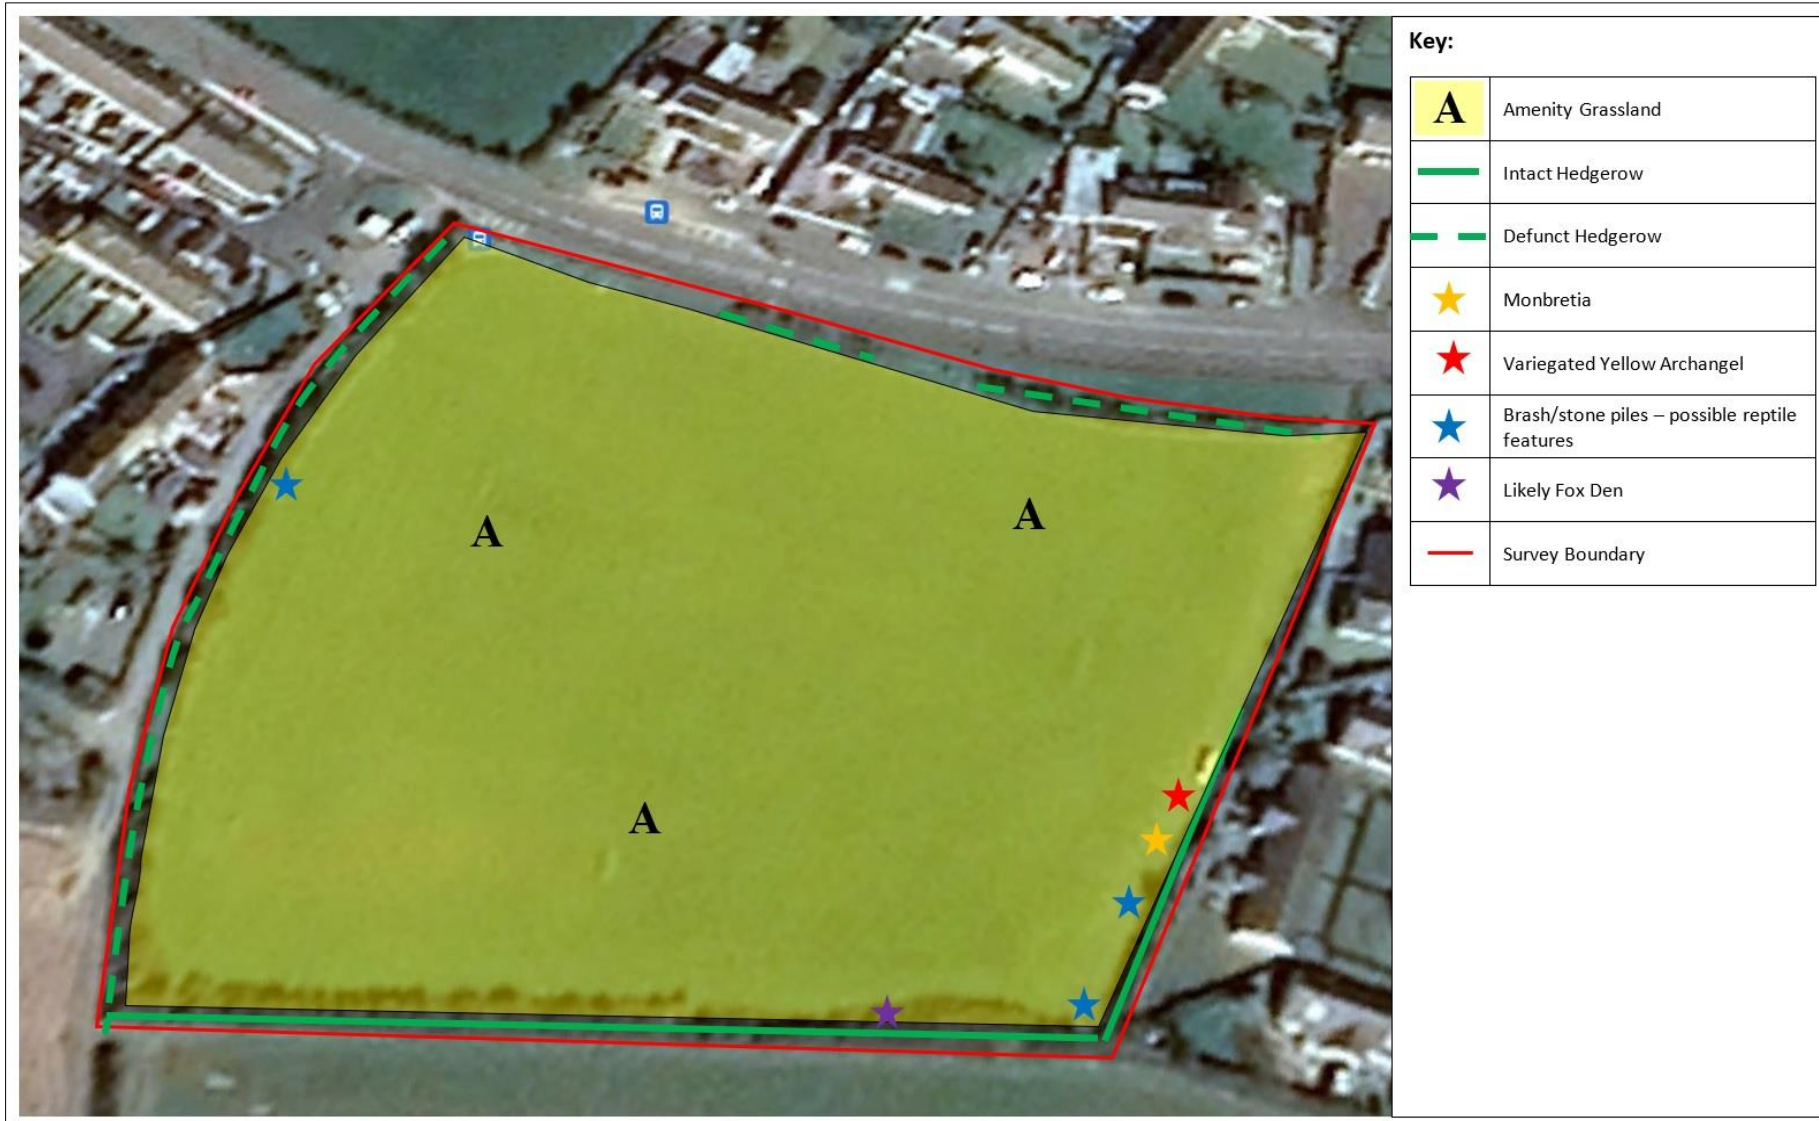 Key:
A Amenity Grassland
Intact Hedgerow
Defunct Hedgerow
Monbretia
Variegated Yellow Archangel
Brash/stone piles – possible reptile
features
Likely Fox Den
Survey Boundary
A
A
A